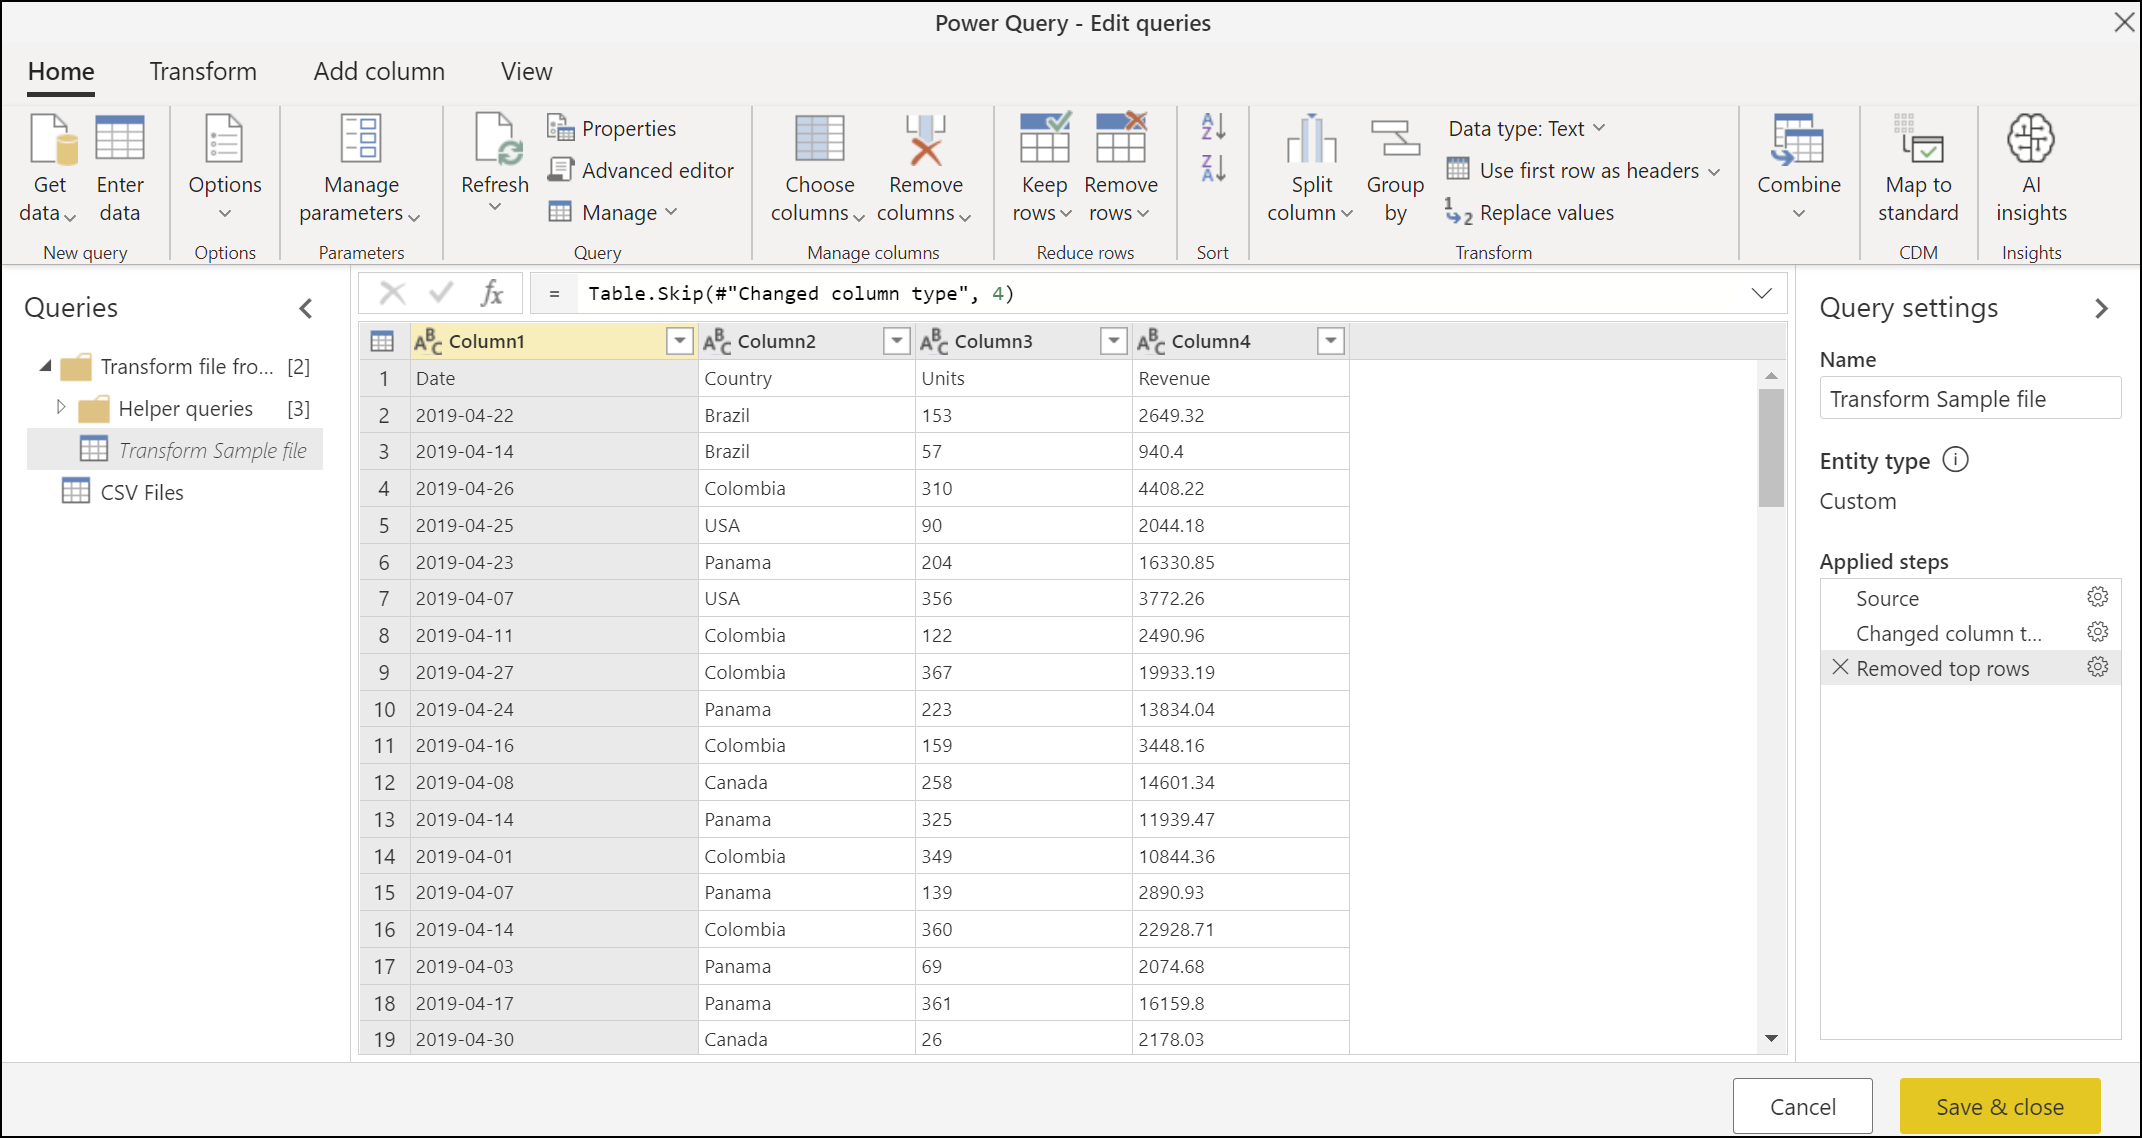 Power Query - Edit queries
Home Transform Add column View
Get data
Enter data
New query
Options
Options
Manage parameters
Parameters
Refresh
Properties
Advanced editor
Manage
Query
Choose columns
Remove columns
Manage columns
Keep rows
Remove rows
Reduce rows
A
Z
Z
A
Sort
Split column
Group by
Data type: Text
Use first row as headers
1 2 Replace values
Transform
Combine
Map to standard
CDM
AI insights
Insights
Queries
Transform file fro... [2]
Helper queries [3]
Transform Sample file
CSV Files
fx = Table.Skip(#"Changed column type", 4)
ABC Column1 ABC Column2 ABC Column3 ABC Column4
1 Date Country Units Revenue
2 2019-04-22 Brazil 153 2649.32
3 2019-04-14 Brazil 57 940.4
4 2019-04-26 Colombia 310 4408.22
5 2019-04-25 USA 90 2044.18
6 2019-04-23 Panama 204 16330.85
7 2019-04-07 USA 356 3772.26
8 2019-04-11 Colombia 122 2490.96
9 2019-04-27 Colombia 367 19933.19
10 2019-04-24 Panama 223 13834.04
11 2019-04-16 Colombia 159 3448.16
12 2019-04-08 Canada 258 14601.34
13 2019-04-14 Panama 325 11939.47
14 2019-04-01 Colombia 349 10844.36
15 2019-04-07 Panama 139 2890.93
16 2019-04-14 Colombia 360 22928.71
17 2019-04-03 Panama 69 2074.68
18 2019-04-17 Panama 361 16159.8
19 2019-04-30 Canada 26 2178.03
Query settings
Name
Transform Sample file
Entity type
Custom
Applied steps
Source
Changed column t...
Removed top rows
Cancel
Save & close